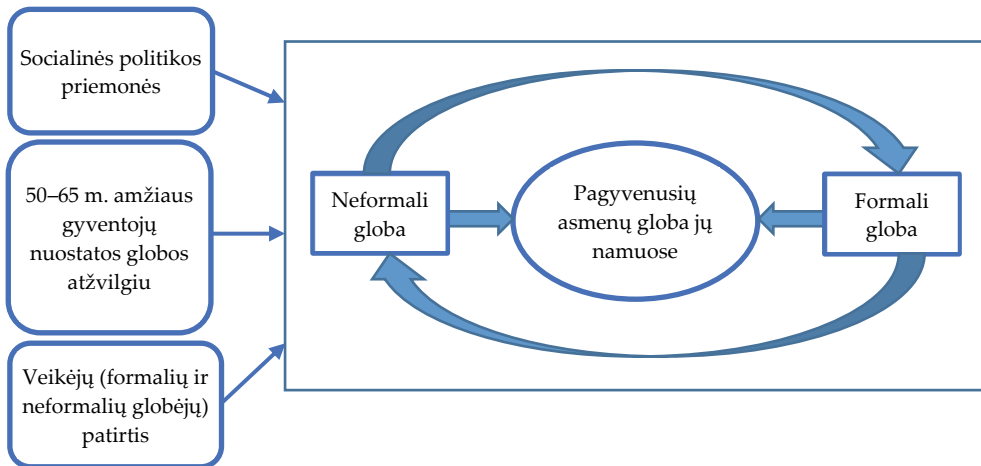 Socialinės politikos
priemonės
50–65 m. amžiaus
gyventojų
nuostatos globos
atžvilgiu
Veikėjų (formalių ir
neformalių globėjų)
patirtis
Neformali
globa
Pagyvenusių
asmenų globa jų
namuose
Formali
globa